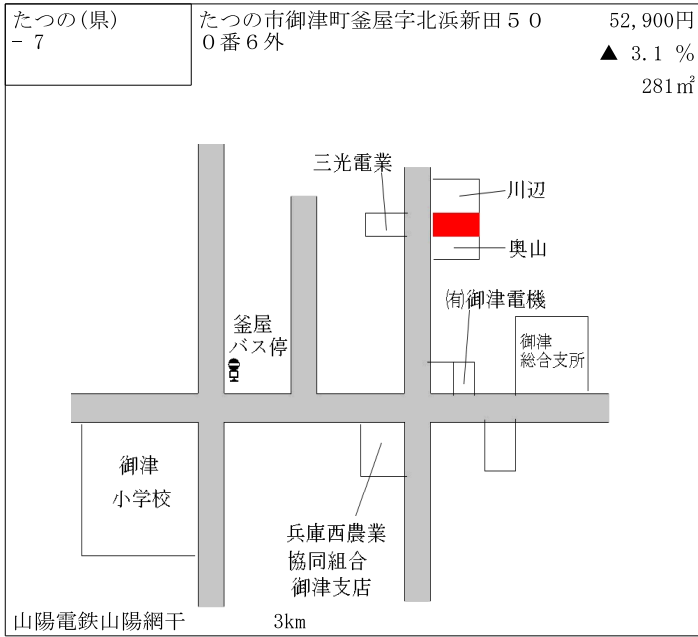 たつの(県)
- 7
たつの市御津町釜屋字北浜新田５０
０番６外
52,900円
▲ 3.1 %
281㎡
三光電業
川辺
奥山
㈲御津電機
釜屋
バス停
御津
総合支所
御津
小学校
兵庫西農業
協同組合
御津支店
山陽電鉄山陽網干 3km